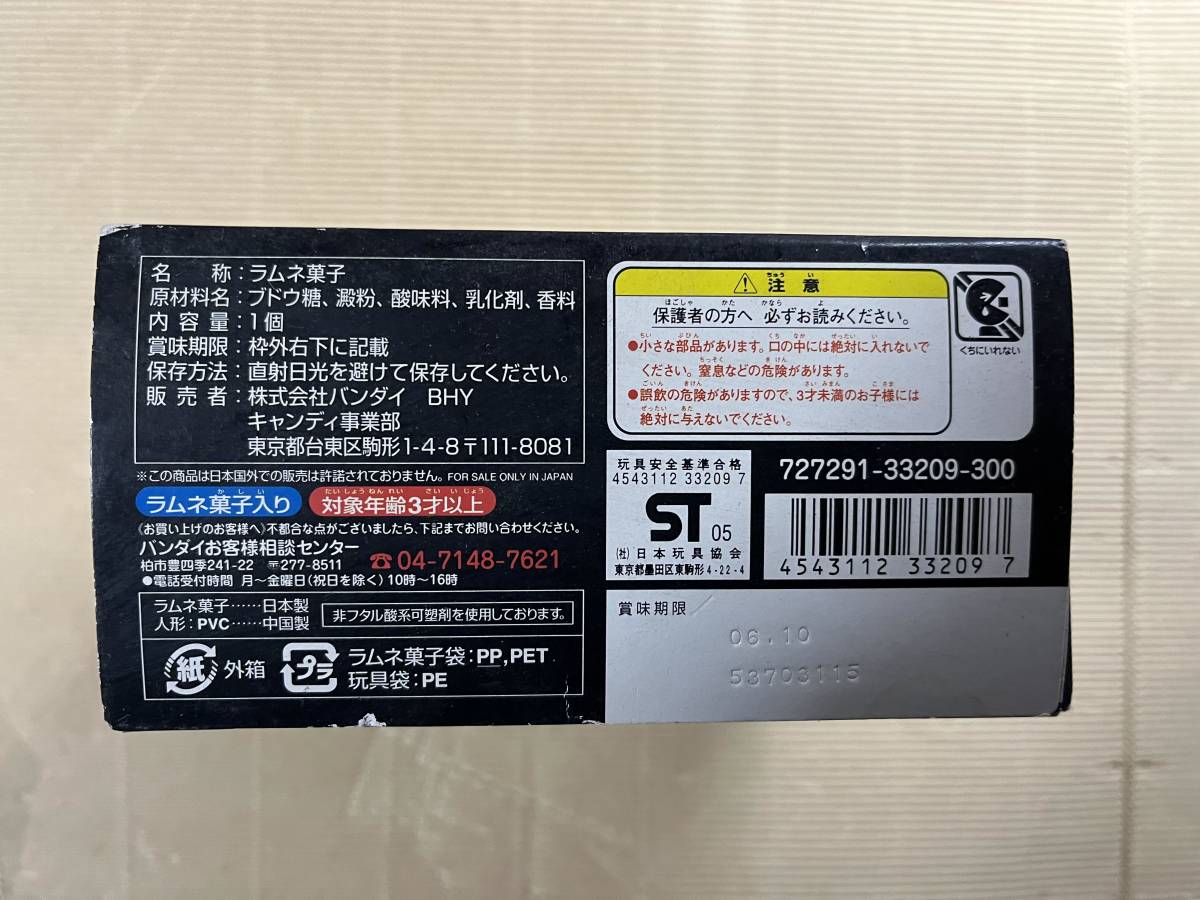 名　　称：ラムネ菓子
原材料名：ブドウ糖、澱粉、酸味料、乳化剤、香料
内 容 量：1個
賞味期限：枠外右下に記載
保存方法：直射日光を避けて保存してください。
販 売 者：株式会社バンダイ　BHY
キャンディ事業部
東京都台東区駒形1-4-8〒111-8081
※この商品は日本国外での販売は許諾されておりません。FOR SALE ONLY IN JAPAN
ラムネ菓子入り　対象年齢3才以上
《お買い上げのお客様へ》不都合な点がございましたら、下記までお問い合わせください。
バンダイお客様相談センター
柏市豊四季241-22　〒277-8511
☎04-7148-7621
●電話受付時間　月～金曜日(祝日を除く)10時～16時
ラムネ菓子……日本製
人形：PVC……中国製
非フタル酸系可塑剤を使用しております。
紙 外箱
プラ ラムネ菓子袋：PP,PET
玩具袋：PE
⚠注意
保護者の方へ 必ずお読みください。
●小さな部品があります。口の中には絶対に入れないで
ください。窒息などの危険があります。
●誤飲の危険がありますので、3才未満のお子様には
絶対に与えないでください。
くちにいれない
玩具安全基準合格
4543112 33209 7
ST 05
(社)日本玩具協会
東京都墨田区東駒形4-22-4
727291-33209-300
4543112 332097
賞味期限／
06.10
53703115